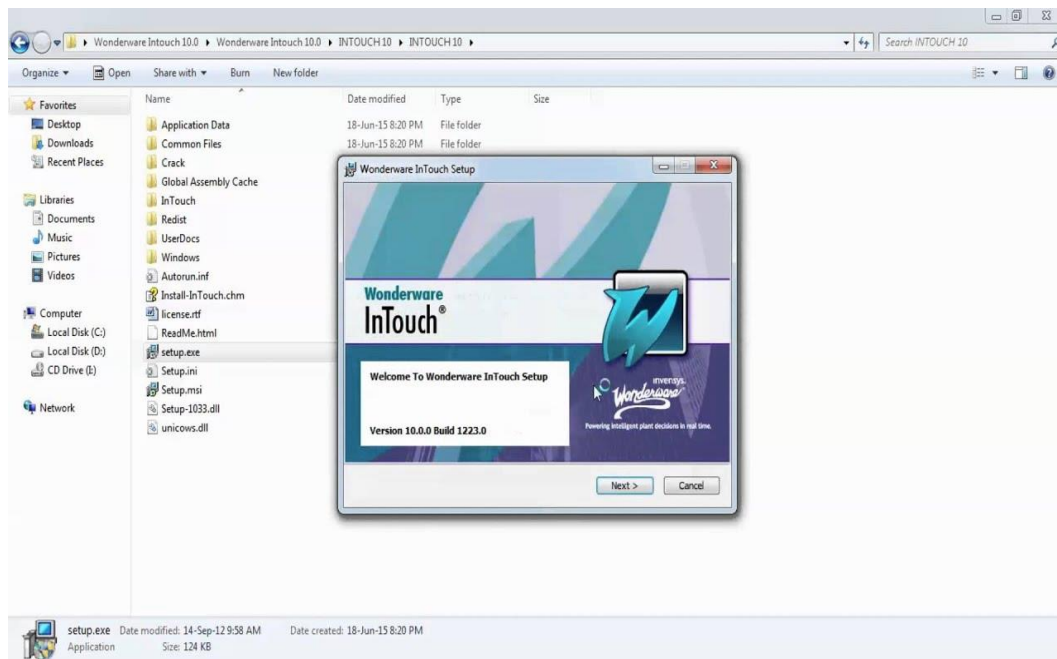 Wonderware Intouch 10.0 ▸ Wonderware Intouch 10.0 ▸ INTOUCH10 ▸ INTOUCH10 ▸
Search INTOUCH 10
Organize Open Share with Burn New folder
Name Date modified Type Size
Favorites
Desktop
Downloads
Recent Places
Libraries
Documents
Music
Pictures
Videos
Computer
Local Disk (C:)
Local Disk (D:)
CD Drive (I:)
Network
Application Data 18-Jun-15 8:20 PM File folder
Common Files 18-Jun-15 8:20 PM File folder
Crack
Global Assembly Cache
InTouch
Redist
UserDocs
Windows
Autorun.inf
Install-InTouch.chm
license.rtf
ReadMe.html
setup.exe
Setup.ini
Setup.msi
Setup-1033.dll
unicows.dll
Wonderware InTouch Setup
Wonderware
InTouch®
Welcome To Wonderware InTouch Setup
Version 10.0.0 Build 1223.0
invensys
Wonderware
Powering intelligent plant decisions in real time.
Next > Cancel
setup.exe Date modified: 14-Sep-12 9:58 AM Date created: 18-Jun-15 8:20 PM
Application Size: 124 KB